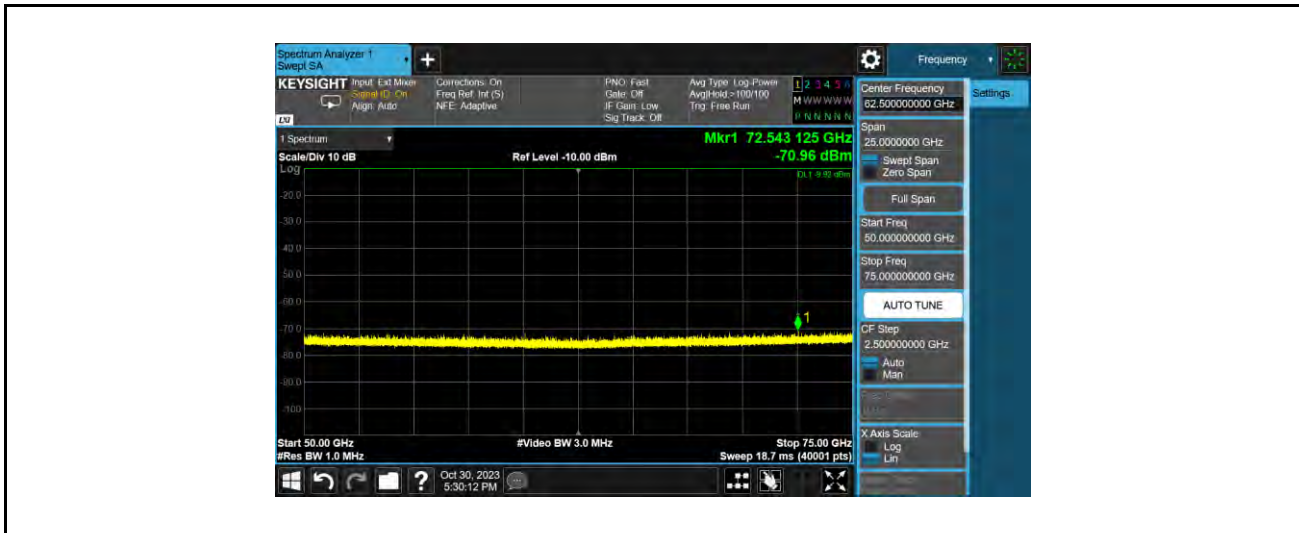 Spectrum Analyzer 1
Swept SA
+
Frequency
KEYSIGHT
Input: Ext Mixer
Signal ID: On
Align: Auto
Corrections: On
Freq Ref: Int (S)
NFE: Adaptive
PNO: Fast
Gate: Off
IF Gain: Low
Sig Track: Off
Avg Type: Log-Power
Avg|Hold:>100/100
Trig: Free Run
1 2 3 4 5 6
M W W W W W
P N N N N N
LXI
1 Spectrum
Scale/Div 10 dB
Ref Level -10.00 dBm
Mkr1 72.543 125 GHz
-70.96 dBm
Log
-20.0
-30.0
-40.0
-50.0
-60.0
-70.0
-80.0
-90.0
-100
1
Start 50.00 GHz
#Res BW 1.0 MHz
#Video BW 3.0 MHz
Stop 75.00 GHz
Sweep 18.7 ms (40001 pts)
Center Frequency
62.500000000 GHz
Settings
Span
25.0000000 GHz
Swept Span
Zero Span
Full Span
Start Freq
50.000000000 GHz
Stop Freq
75.000000000 GHz
AUTO TUNE
CF Step
2.500000000 GHz
Auto
Man
X Axis Scale
Log
Lin
?
Oct 30, 2023
5:30:12 PM